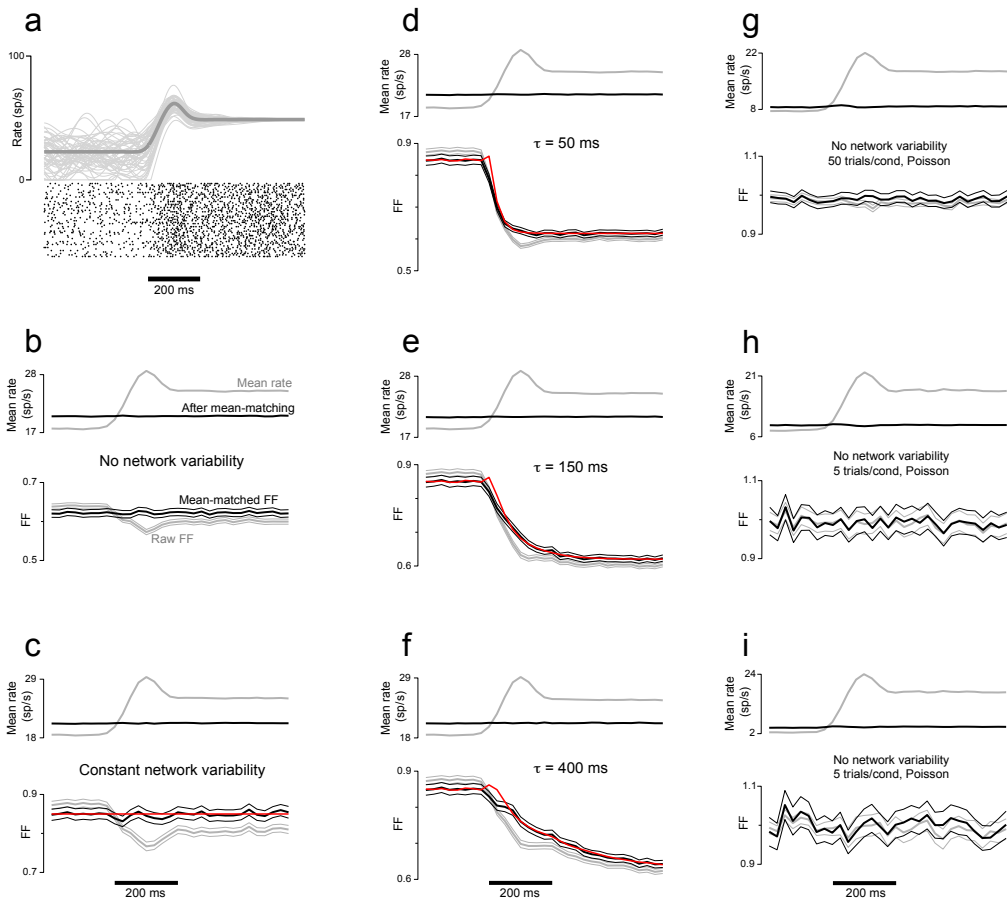 a
100
Rate (sp/s)
0
200 ms
b
28
Mean rate
(sp/s)
17
Mean rate
After mean-matching
No network variability
0.7
FF
0.5
Mean-matched FF
Raw FF
c
29
Mean rate
(sp/s)
18
Constant network variability
0.9
FF
0.7
200 ms
d
28
Mean rate
(sp/s)
17
τ = 50 ms
0.9
FF
0.5
e
28
Mean rate
(sp/s)
17
τ = 150 ms
0.9
FF
0.6
f
29
Mean rate
(sp/s)
18
τ = 400 ms
0.9
FF
0.6
200 ms
g
22
Mean rate
(sp/s)
8
No network variability
50 trials/cond, Poisson
1.1
FF
0.9
h
21
Mean rate
(sp/s)
6
No network variability
5 trials/cond, Poisson
1.1
FF
0.9
i
24
Mean rate
(sp/s)
2
No network variability
5 trials/cond, Poisson
1.1
FF
0.9
200 ms